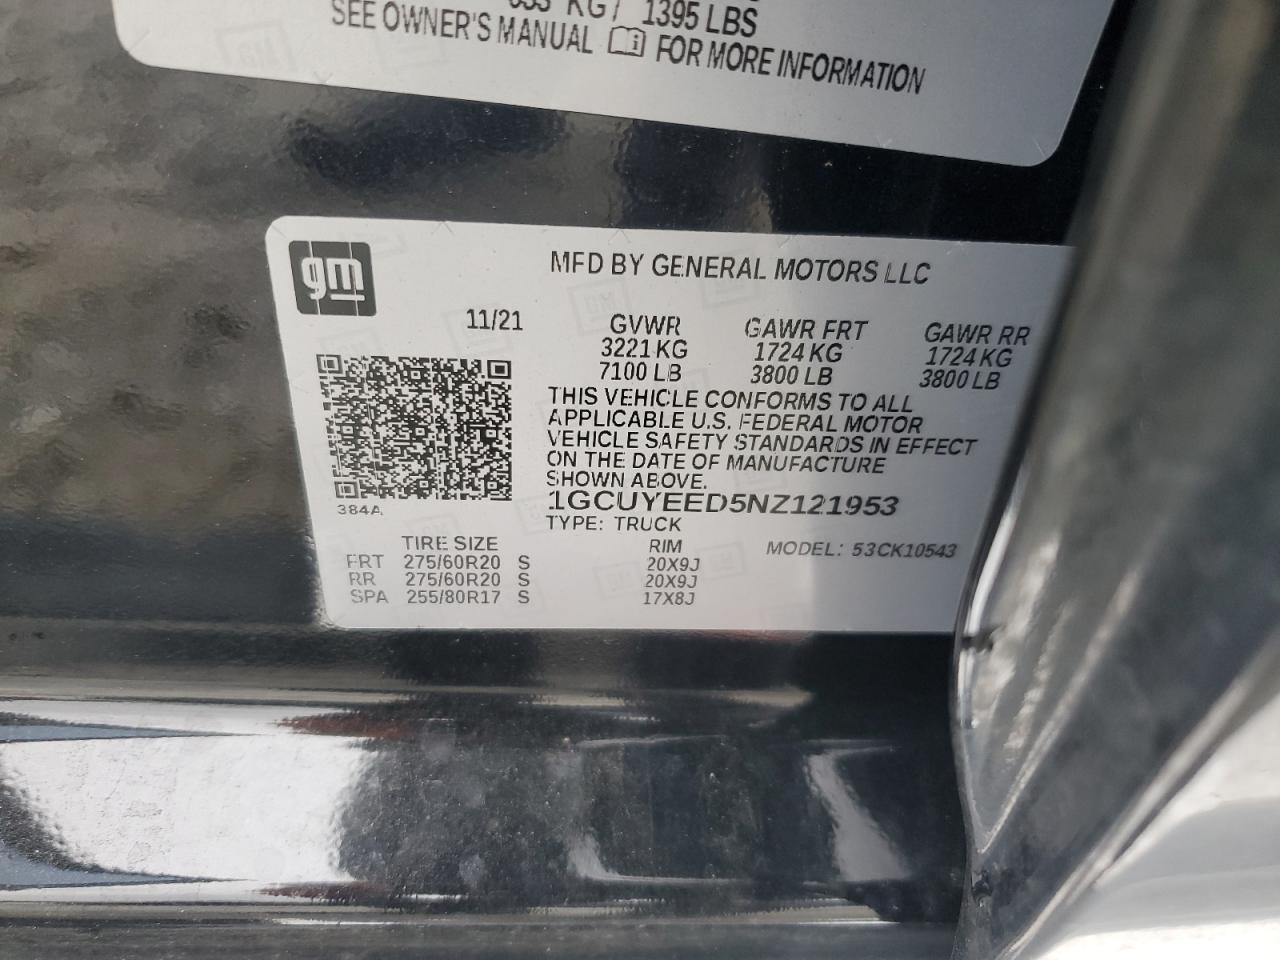 KG / 1395 LBS
SEE OWNER'S MANUAL FOR MORE INFORMATION
gm
MFD BY GENERAL MOTORS LLC
11/21 GVWR GAWR FRT GAWR RR
3221 KG 1724 KG 1724 KG
7100 LB 3800 LB 3800 LB
THIS VEHICLE CONFORMS TO ALL
APPLICABLE U.S. FEDERAL MOTOR
VEHICLE SAFETY STANDARDS IN EFFECT
ON THE DATE OF MANUFACTURE
SHOWN ABOVE.
1GCUYEED5NZ121953
384A
TYPE: TRUCK
TIRE SIZE RIM MODEL: 53CK10543
FRT 275/60R20 S 20X9J
RR 275/60R20 S 20X9J
SPA 255/80R17 S 17X8J